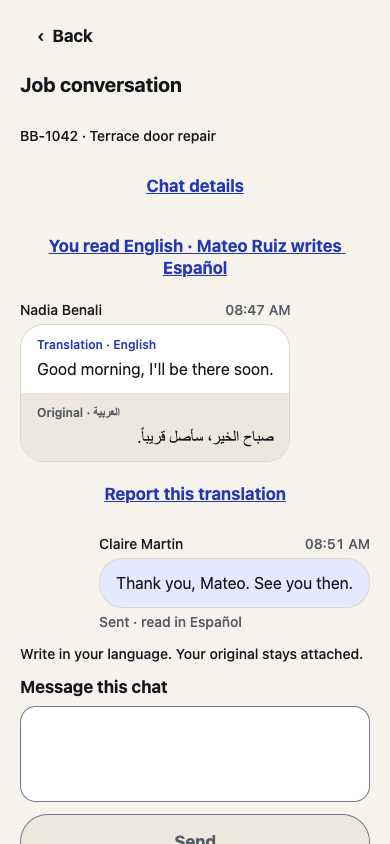 ‹ Back
Job conversation
BB-1042 · Terrace door repair
Chat details
You read English · Mateo Ruiz writes
Español
Nadia Benali 08:47 AM
Translation · English
Good morning, I'll be there soon.
Original · العربية
صباح الخير، سأصل قريباً.
Report this translation
Claire Martin 08:51 AM
Thank you, Mateo. See you then.
Sent · read in Español
Write in your language. Your original stays attached.
Message this chat
Send